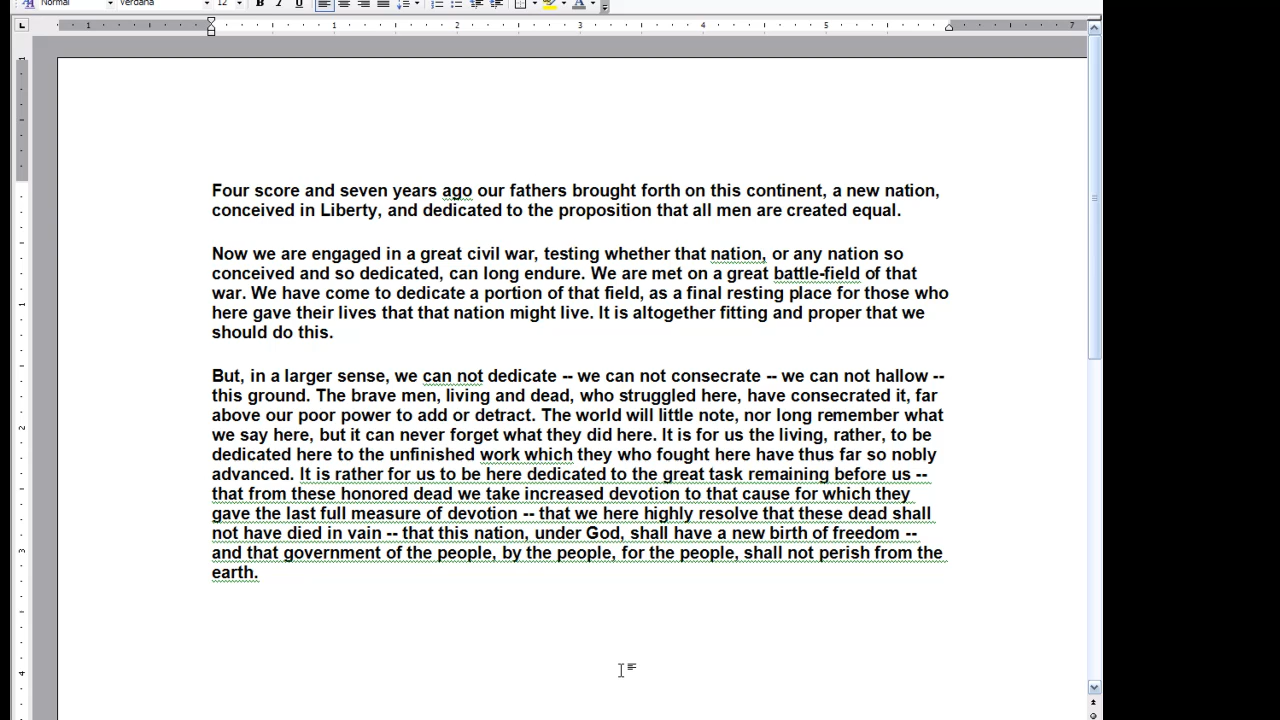 Normal Verdana 12 B I U
1 1 2 3 4 5 7
Four score and seven years ago our fathers brought forth on this continent, a new nation,
conceived in Liberty, and dedicated to the proposition that all men are created equal.
Now we are engaged in a great civil war, testing whether that nation, or any nation so
conceived and so dedicated, can long endure. We are met on a great battle-field of that
war. We have come to dedicate a portion of that field, as a final resting place for those who
here gave their lives that that nation might live. It is altogether fitting and proper that we
should do this.
But, in a larger sense, we can not dedicate -- we can not consecrate -- we can not hallow --
this ground. The brave men, living and dead, who struggled here, have consecrated it, far
above our poor power to add or detract. The world will little note, nor long remember what
we say here, but it can never forget what they did here. It is for us the living, rather, to be
dedicated here to the unfinished work which they who fought here have thus far so nobly
advanced. It is rather for us to be here dedicated to the great task remaining before us --
that from these honored dead we take increased devotion to that cause for which they
gave the last full measure of devotion -- that we here highly resolve that these dead shall
not have died in vain -- that this nation, under God, shall have a new birth of freedom --
and that government of the people, by the people, for the people, shall not perish from the
earth.
1
1
2
3
4